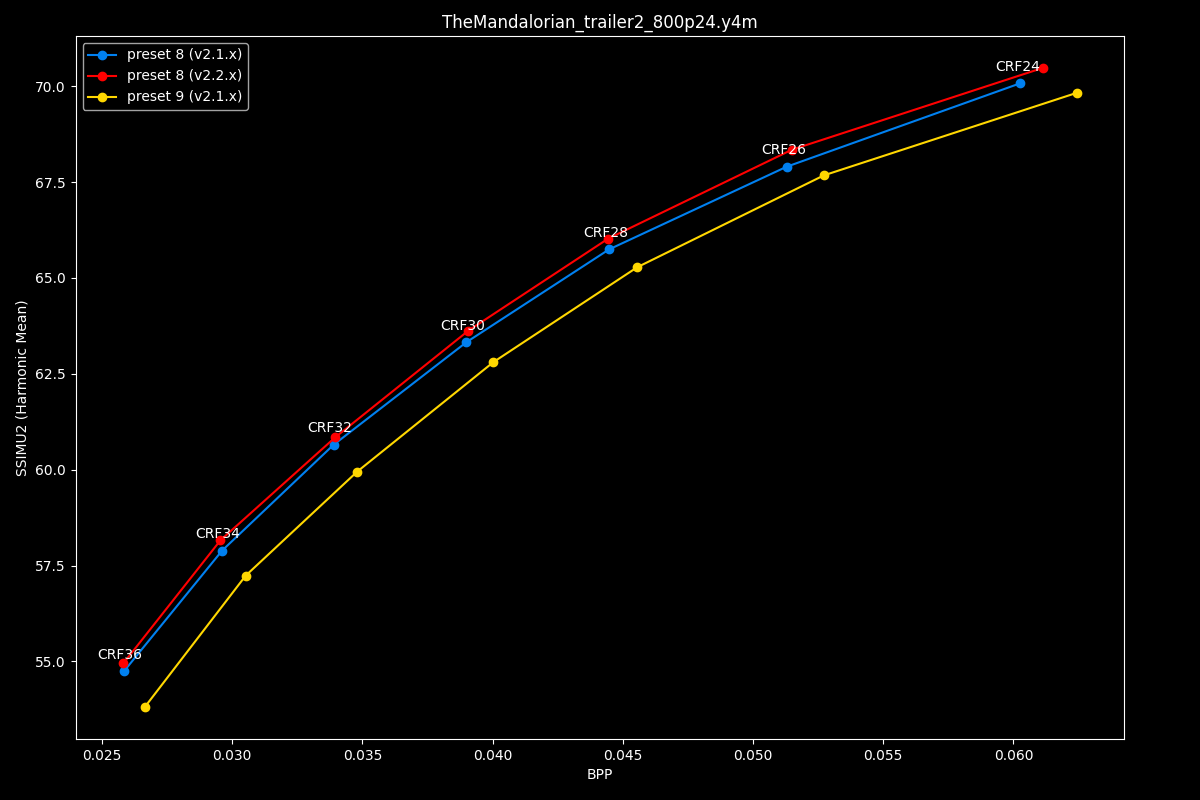 TheMandalorian_trailer2_800p24.y4m
preset 8 (v2.1.x)
preset 8 (v2.2.x)
preset 9 (v2.1.x)
CRF24
CRF26
CRF28
CRF30
CRF32
CRF34
CRF36
70.0
67.5
65.0
62.5
60.0
57.5
55.0
SSIMU2 (Harmonic Mean)
0.025 0.030 0.035 0.040 0.045 0.050 0.055 0.060
BPP